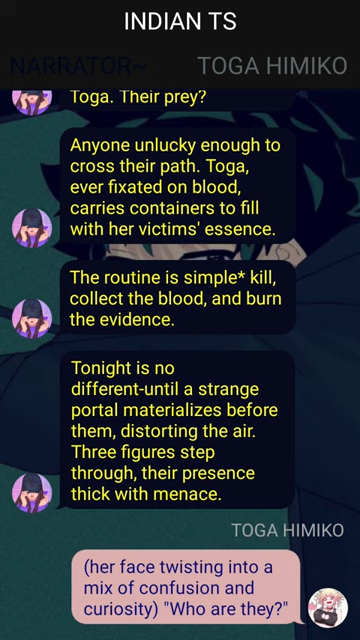 INDIAN TS
NARRATOR~ TOGA HIMIKO
Toga. Their prey?
Anyone unlucky enough to
cross their path. Toga,
ever fixated on blood,
carries containers to fill
with her victims' essence.
The routine is simple* kill,
collect the blood, and burn
the evidence.
Tonight is no
different-until a strange
portal materializes before
them, distorting the air.
Three figures step
through, their presence
thick with menace.
TOGA HIMIKO
(her face twisting into a
mix of confusion and
curiosity) "Who are they?"